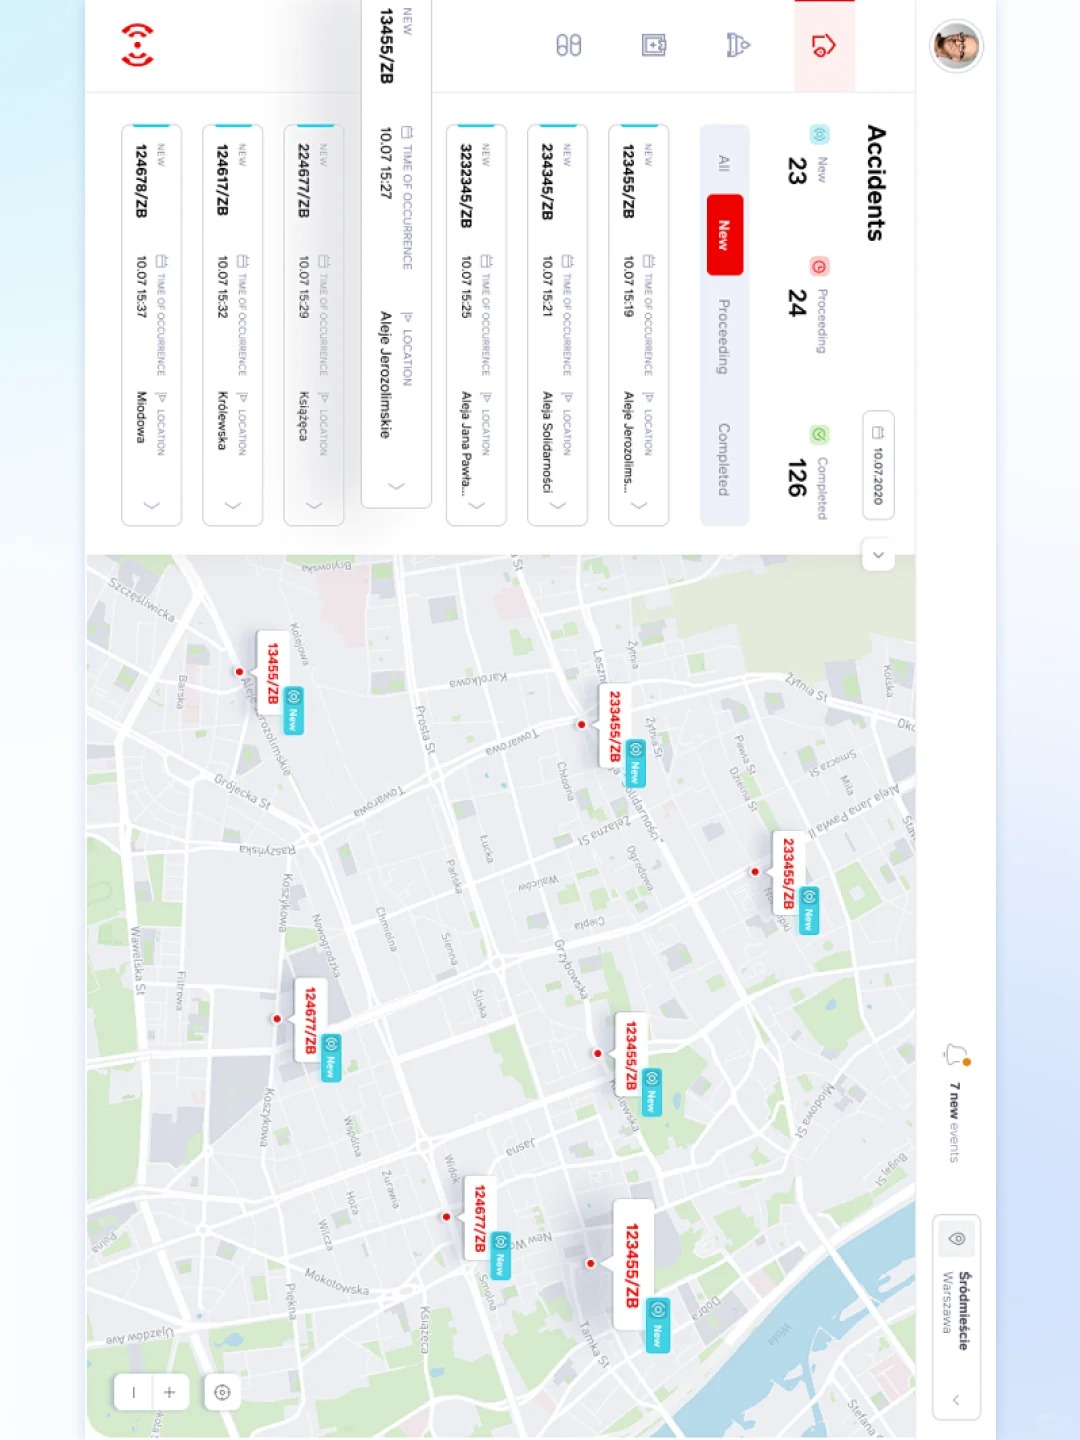 7 new events
Śródmieście
Warszawa
Accidents
10.07.2020
New
23
Proceeding
24
Completed
126
All
New
Proceeding
Completed
NEW
123455/ZB
TIME OF OCCURRENCE
10.07 15:19
LOCATION
Aleje Jerozolims...
NEW
234345/ZB
TIME OF OCCURRENCE
10.07 15:21
LOCATION
Aleja Solidarności
NEW
3232345/ZB
TIME OF OCCURRENCE
10.07 15:25
LOCATION
Aleja Jana Pawła...
NEW
13455/ZB
TIME OF OCCURRENCE
10.07 15:27
LOCATION
Aleje Jerozolimskie
NEW
224677/ZB
TIME OF OCCURRENCE
10.07 15:29
LOCATION
Książęca
NEW
124617/ZB
TIME OF OCCURRENCE
10.07 15:32
LOCATION
Królewska
NEW
124678/ZB
TIME OF OCCURRENCE
10.07 15:37
LOCATION
Miodowa
Kolska
Żytnia St
Smocza St
Miła
Aleja Jana Pawła II
Pawia St
Dzielna St
Żytnia
Żytnia St
233455/ZB
New
233455/ZB
New
Towarowa
Chłodna
Żelazna St
Ogrodowa
Karolkowa
Prosta St
Łucka
Waliców
Ciepła
Grzybowska
123455/ZB
New
Miodowa St
Bugaj St
Brylowska
Szczęśliwicka
Kolejowa
13455/ZB
New
Aleje Jerozolimskie
Barska
Grójecka St
Towarowa
Raszyńska
Pańska
Chmielna
Sienna
Śliska
Koszykowa
Nowogrodzka
Wawelska St
Filtrowa
124677/ZB
New
Koszykowa
Wspólna
Żurawia
Hoża
Wilcza
Jasna
Widok
124677/ZB
New
123455/ZB
New
Smolna
Mokotowska
Piękna
Książęca
Ujazdów Ave
Tamka St
Dobra
Wisła
Stefana
+
−